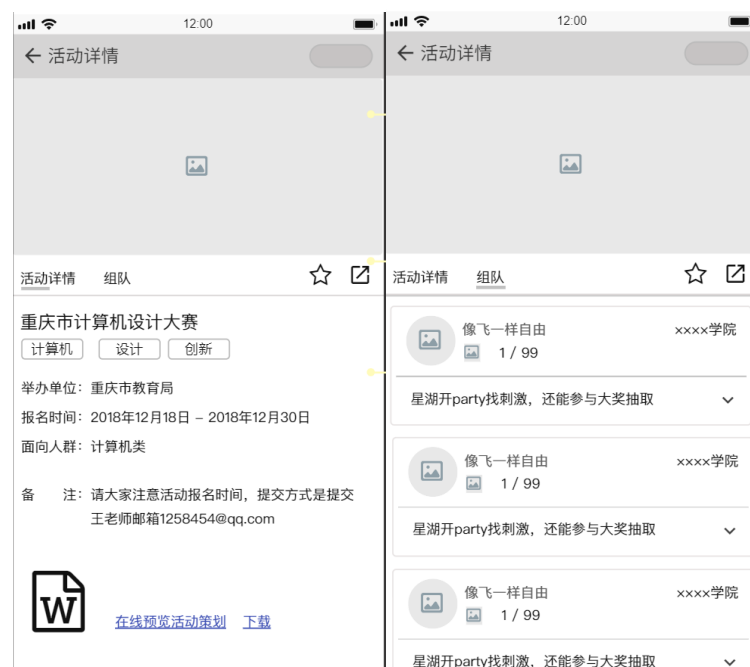 12:00
活动详情
活动详情 组队
重庆市计算机设计大赛
计算机 设计 创新
举办单位：重庆市教育局
报名时间：2018年12月18日 – 2018年12月30日
面向人群：计算机类
备 注：请大家注意活动报名时间，提交方式是提交
王老师邮箱1258454@qq.com
W
在线预览活动策划 下载
12:00
活动详情
活动详情 组队
像飞一样自由 ××××学院
1 / 99
星湖开party找刺激，还能参与大奖抽取
像飞一样自由 ××××学院
1 / 99
星湖开party找刺激，还能参与大奖抽取
像飞一样自由 ××××学院
1 / 99
星湖开party找刺激，还能参与大奖抽取